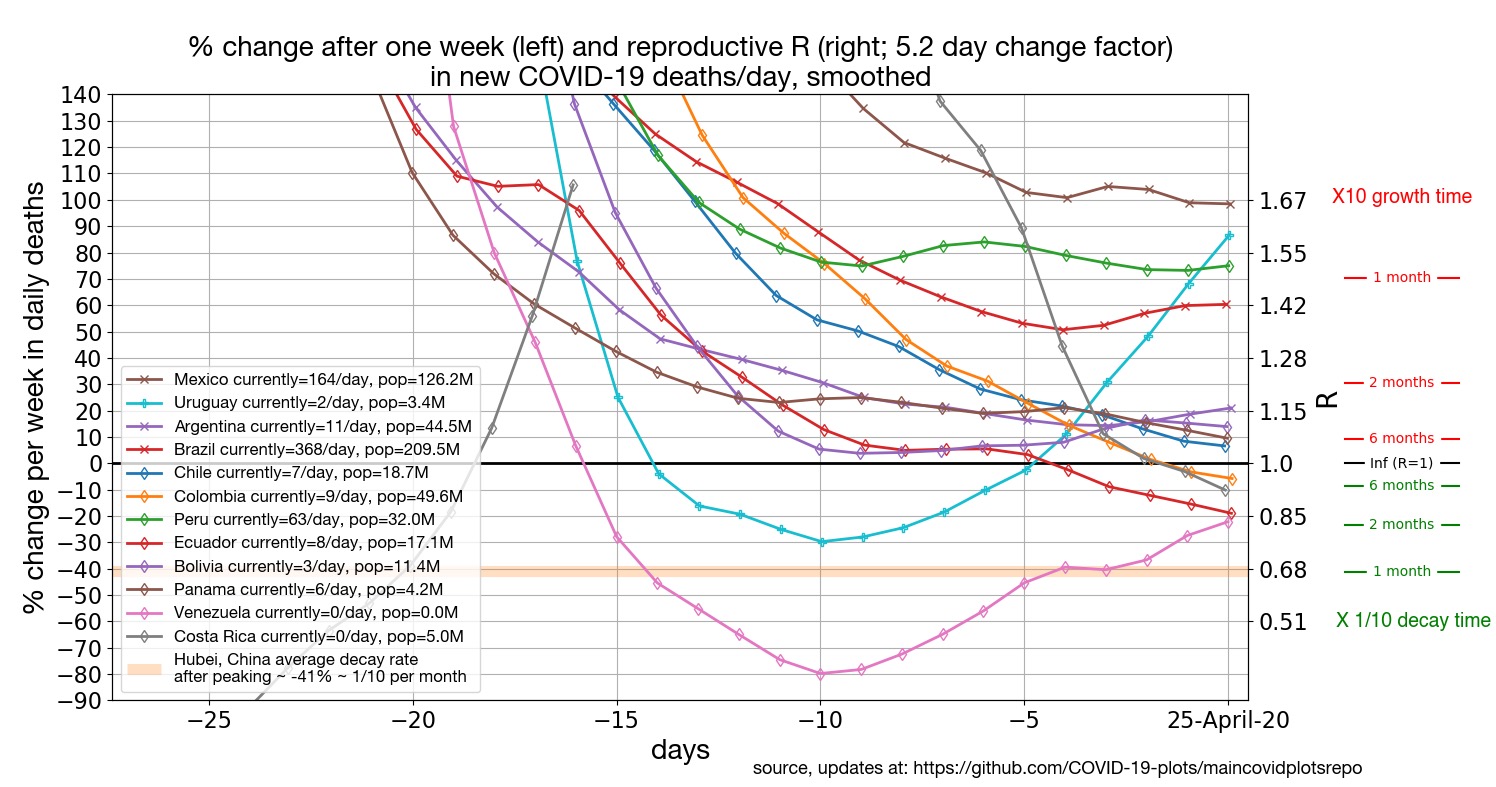 % change after one week (left) and reproductive R (right; 5.2 day change factor)
in new COVID-19 deaths/day, smoothed
% change per week in daily deaths
140
130
120
110
100
90
80
70
60
50
40
30
20
10
0
−10
−20
−30
−40
−50
−60
−70
−80
−90
Mexico currently=164/day, pop=126.2M
Uruguay currently=2/day, pop=3.4M
Argentina currently=11/day, pop=44.5M
Brazil currently=368/day, pop=209.5M
Chile currently=7/day, pop=18.7M
Colombia currently=9/day, pop=49.6M
Peru currently=63/day, pop=32.0M
Ecuador currently=8/day, pop=17.1M
Bolivia currently=3/day, pop=11.4M
Panama currently=6/day, pop=4.2M
Venezuela currently=0/day, pop=0.0M
Costa Rica currently=0/day, pop=5.0M
Hubei, China average decay rate
after peaking ~ -41% ~ 1/10 per month
−25
−20
−15
−10
−5
25-April-20
days
1.67
1.55
1.42
1.28
1.15
1.0
0.85
0.68
0.51
R
X10 growth time
1 month
2 months
6 months
Inf (R=1)
6 months
2 months
1 month
X 1/10 decay time
source, updates at: https://github.com/COVID-19-plots/maincovidplotsrepo